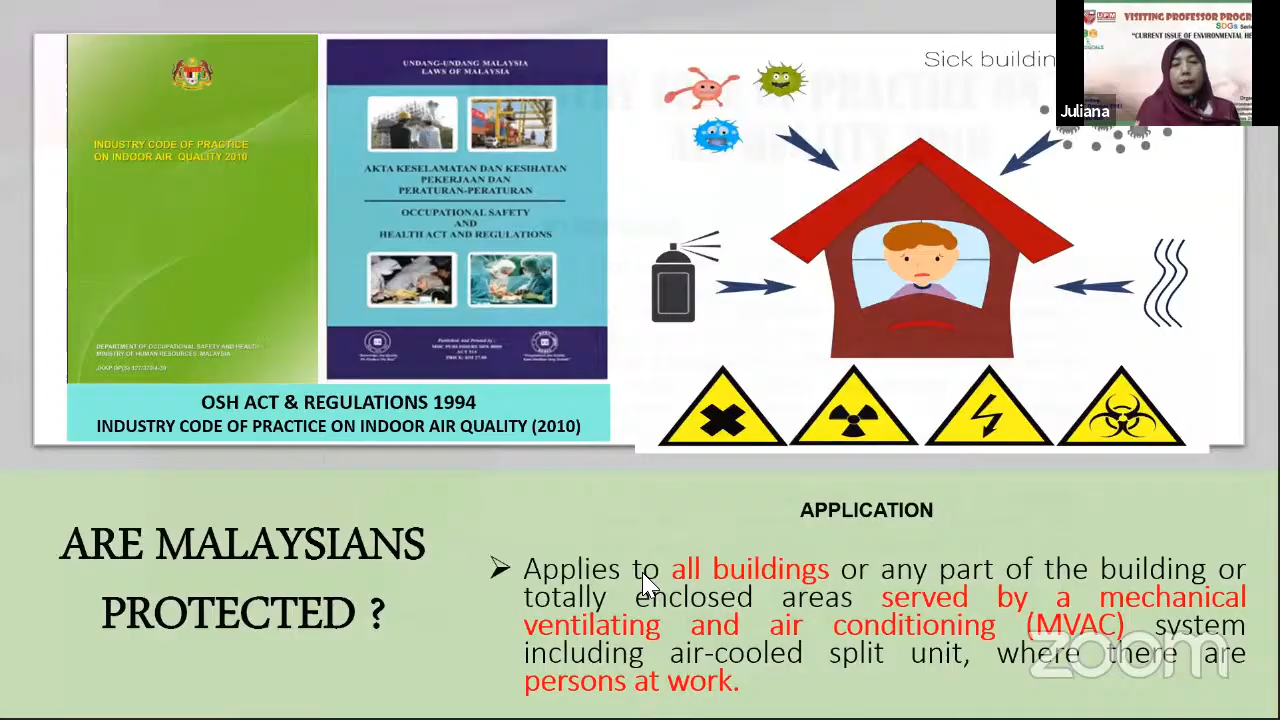 INDUSTRY CODE OF PRACTICE
ON INDOOR AIR QUALITY 2010
DEPARTMENT OF OCCUPATIONAL SAFETY AND HEALTH
MINISTRY OF HUMAN RESOURCES, MALAYSIA
UNDANG-UNDANG MALAYSIA
LAWS OF MALAYSIA
AKTA KESELAMATAN DAN KESIHATAN
PEKERJAAN DAN
PERATURAN-PERATURAN
OCCUPATIONAL SAFETY
AND
HEALTH ACT AND REGULATIONS
OSH ACT & REGULATIONS 1994
INDUSTRY CODE OF PRACTICE ON INDOOR AIR QUALITY (2010)
Sick buildin
UPM
VISITING PROFESSOR PROGR
SDGs
"CURRENT ISSUE OF ENVIRONMENTAL HE
Juliana
ARE MALAYSIANS
PROTECTED ?
APPLICATION
➢ Applies to all buildings or any part of the building or
totally enclosed areas served by a mechanical
ventilating and air conditioning (MVAC) system
including air-cooled split unit, where there are
persons at work.
zoom